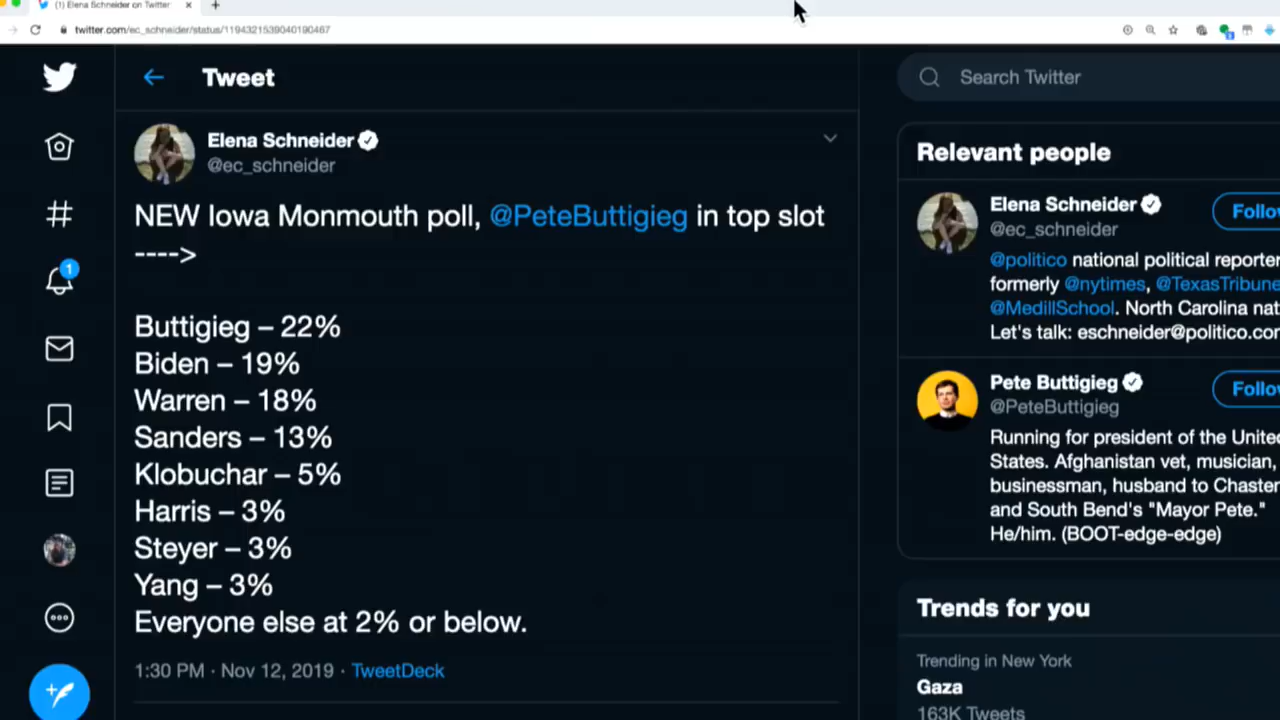 (1) Elena Schneider on Twitter
twitter.com/ec_schneider/status/1194321539040190467
Tweet
Search Twitter
Elena Schneider
@ec_schneider
NEW Iowa Monmouth poll, @PeteButtigieg in top slot
---->
Buttigieg – 22%
Biden – 19%
Warren – 18%
Sanders – 13%
Klobuchar – 5%
Harris – 3%
Steyer – 3%
Yang – 3%
Everyone else at 2% or below.
1:30 PM · Nov 12, 2019 · TweetDeck
1
Relevant people
Elena Schneider
@ec_schneider
Follow
@politico national political reporter
formerly @nytimes, @TexasTribune
@MedillSchool. North Carolina nat
Let's talk: eschneider@politico.com
Pete Buttigieg
@PeteButtigieg
Follow
Running for president of the United
States. Afghanistan vet, musician,
businessman, husband to Chasten
and South Bend's "Mayor Pete."
He/him. (BOOT-edge-edge)
Trends for you
Trending in New York
Gaza
163K Tweets